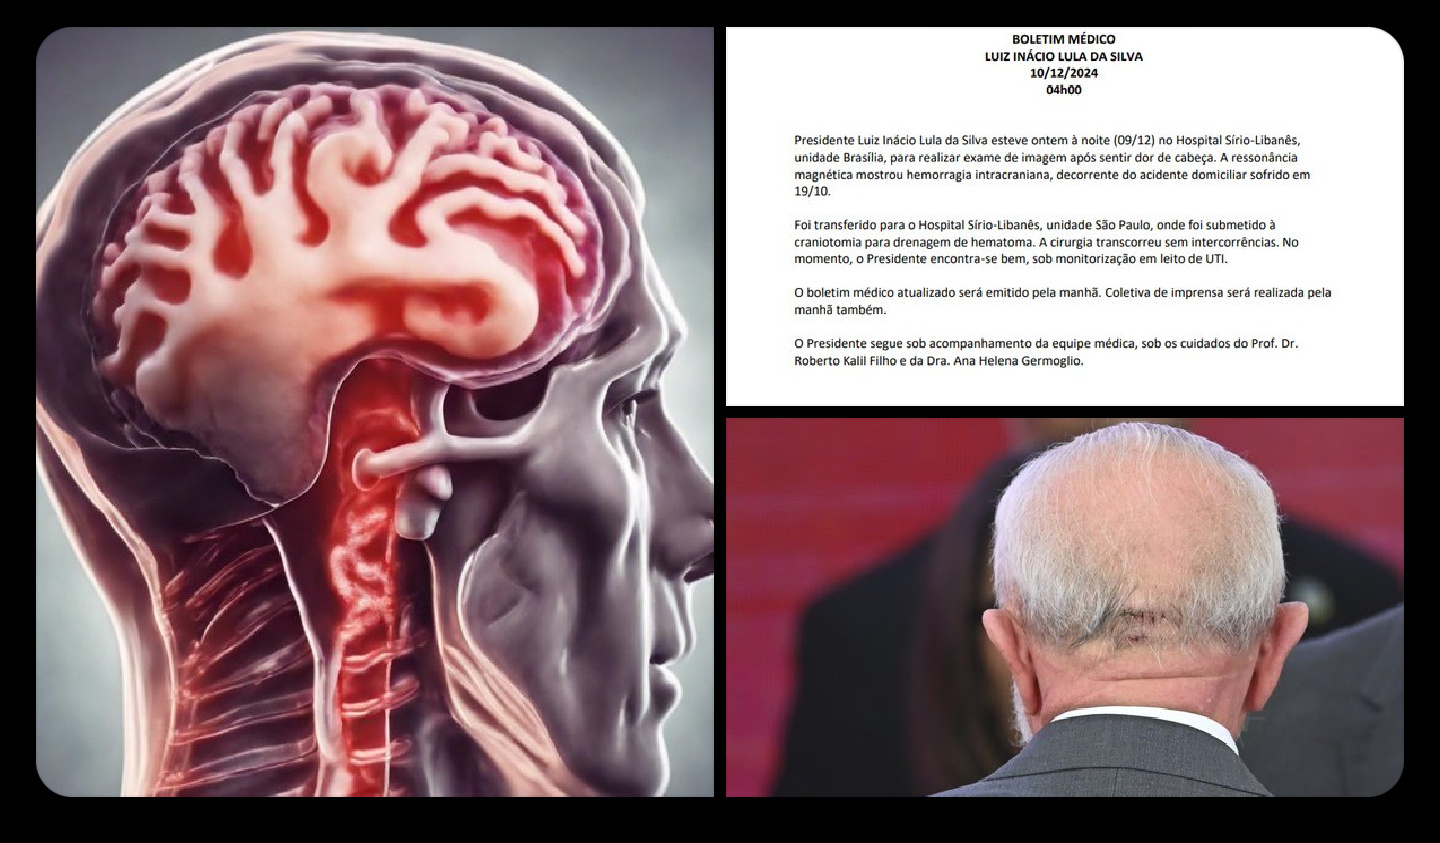 BOLETIM MÉDICO
LUIZ INÁCIO LULA DA SILVA
10/12/2024
04h00
Presidente Luiz Inácio Lula da Silva esteve ontem à noite (09/12) no Hospital Sírio-Libanês,
unidade Brasília, para realizar exame de imagem após sentir dor de cabeça. A ressonância
magnética mostrou hemorragia intracraniana, decorrente do acidente domiciliar sofrido em
19/10.
Foi transferido para o Hospital Sírio-Libanês, unidade São Paulo, onde foi submetido à
craniotomia para drenagem de hematoma. A cirurgia transcorreu sem intercorrências. No
momento, o Presidente encontra-se bem, sob monitorização em leito de UTI.
O boletim médico atualizado será emitido pela manhã. Coletiva de imprensa será realizada pela
manhã também.
O Presidente segue sob acompanhamento da equipe médica, sob os cuidados do Prof. Dr.
Roberto Kalil Filho e da Dra. Ana Helena Germoglio.